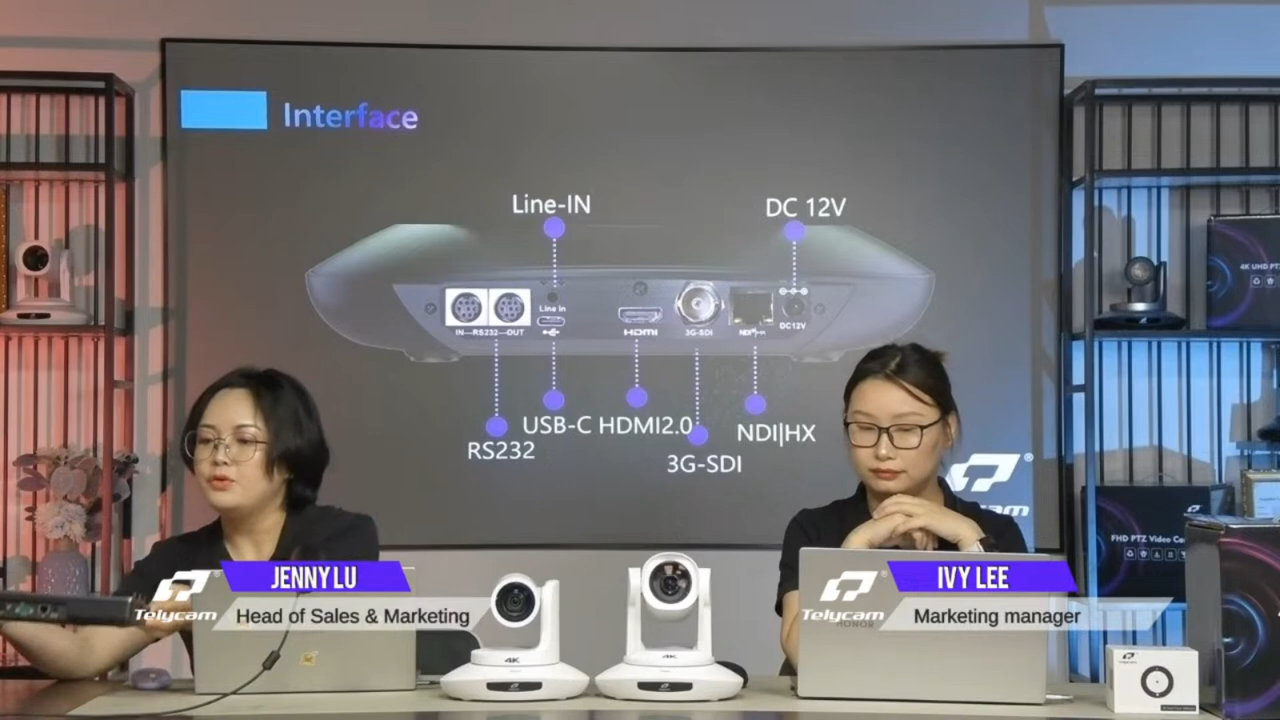 Interface
Line-IN
DC 12V
Line in
IN—RS232—OUT
HDMI
3G-SDI
DC12V
USB-C
HDMI2.0
NDI|HX
RS232
3G-SDI
4K UHD PTZ
FHD PTZ Video Ca
JENNY LU
Telycam
Head of Sales & Marketing
IVY LEE
Telycam
Marketing manager
HONOR
4K
4K